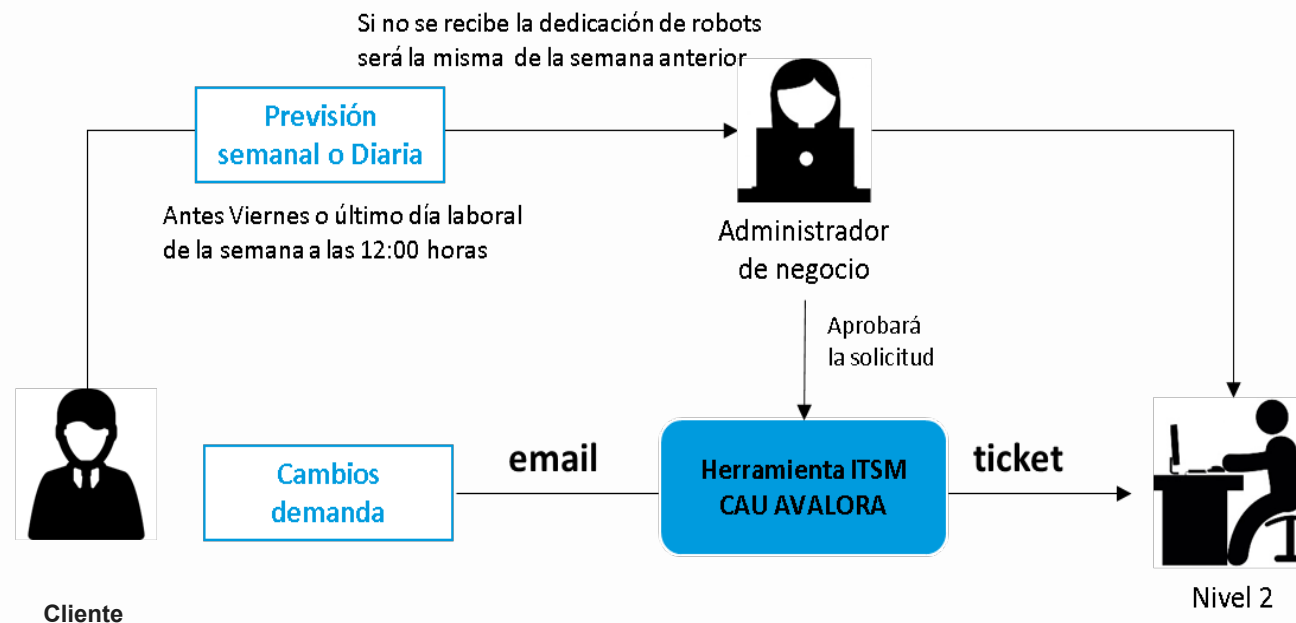 Si no se recibe la dedicación de robots
será la misma de la semana anterior
Previsión
semanal o Diaria
Antes Viernes o último día laboral
de la semana a las 12:00 horas
Administrador
de negocio
Aprobará
la solicitud
Cambios
demanda
email
Herramienta ITSM
CAU AVALORA
ticket
Nivel 2
Cliente